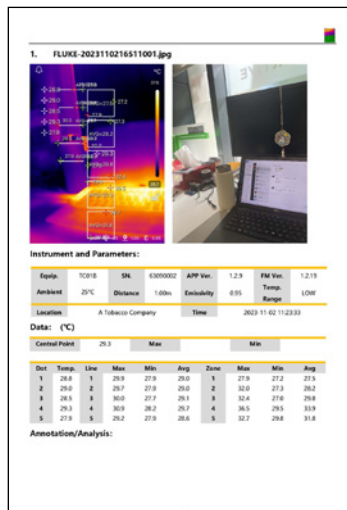 1. FLUKE-2023110216511001.jpg
°C
Instrument and Parameters:
Equip. TC01B SN. 63090002 APP Ver. 1.2.9 FM Ver. 1.2.19
Ambient 25°C Distance 1.00m Emissivity 0.95 Temp. Range LOW
Location A Tobacco Company Time 2023-11-02 11:23:33
Data: (°C)
Central Point 29.3 Max Min
Dot Temp. Line Max Min Avg Zone Max Min Avg
1 28.8 1 29.9 27.9 29.0 1 27.9 27.2 27.5
2 29.0 2 29.7 27.9 29.0 2 32.0 27.3 28.2
3 28.5 3 30.0 27.7 29.1 3 32.4 27.0 29.8
4 29.3 4 30.9 28.2 29.7 4 36.5 29.5 33.9
5 27.9 5 29.2 27.9 28.6 5 32.7 29.8 31.8
Annotation/Analysis: